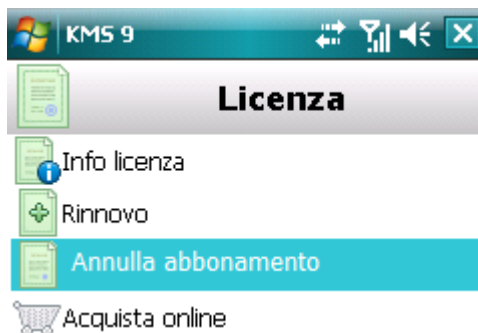 KMS 9
Licenza
Info licenza
Rinnovo
Annulla abbonamento
Acquista online